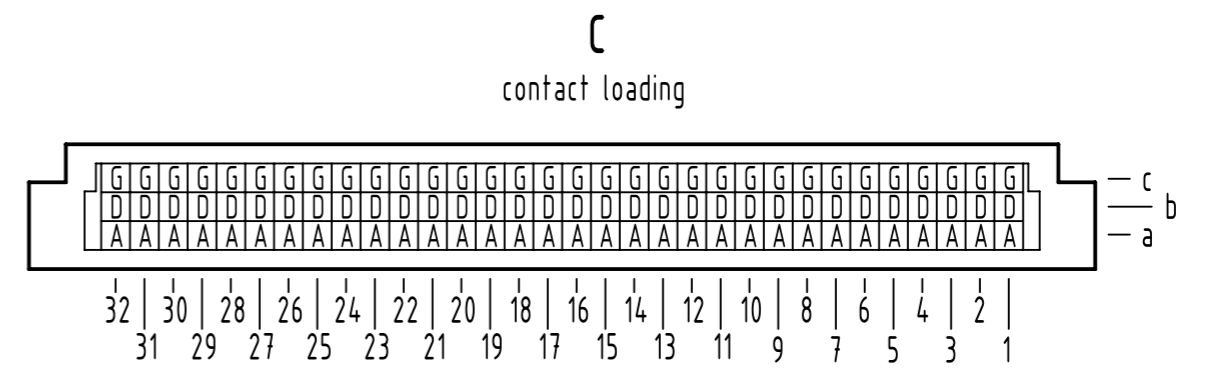 C
contact loading
G G G G G G G G G G G G G G G G G G G G G G G G G G G G G G G G c
D D D D D D D D D D D D D D D D D D D D D D D D D D D D D D D D b
A A A A A A A A A A A A A A A A A A A A A A A A A A A A A A A A a
32 30 28 26 24 22 20 18 16 14 12 10 8 6 4 2
31 29 27 25 23 21 19 17 15 13 11 9 7 5 3 1